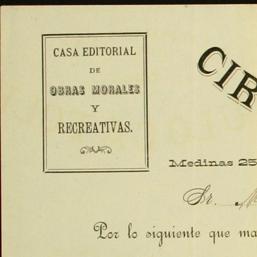 CASA EDITORIAL
DE
OBRAS MORALES
Y
RECREATIVAS.
CIR
Medinas 25
Sr.
Por lo siguiente que ma